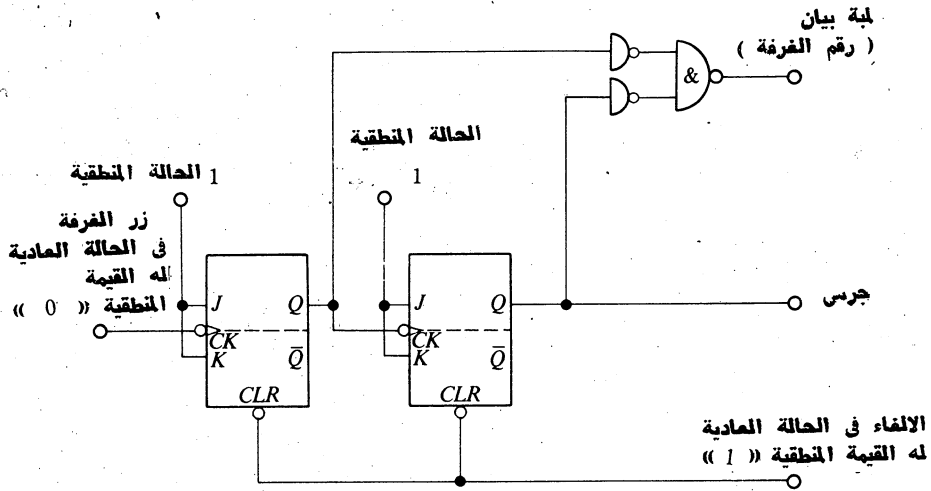 لمبة بيان
( رقم الغرفة )
&
الحالة المنطقية
1
الحالة المنطقية 1
زر الغرفة
فى الحالة العادية
له القيمة
المنطقية « 0 »
J Q
CK
K Q̅
CLR
J Q
CK
K Q̅
CLR
جرس
الالغاء فى الحالة العادية
له القيمة المنطقية « 1 »